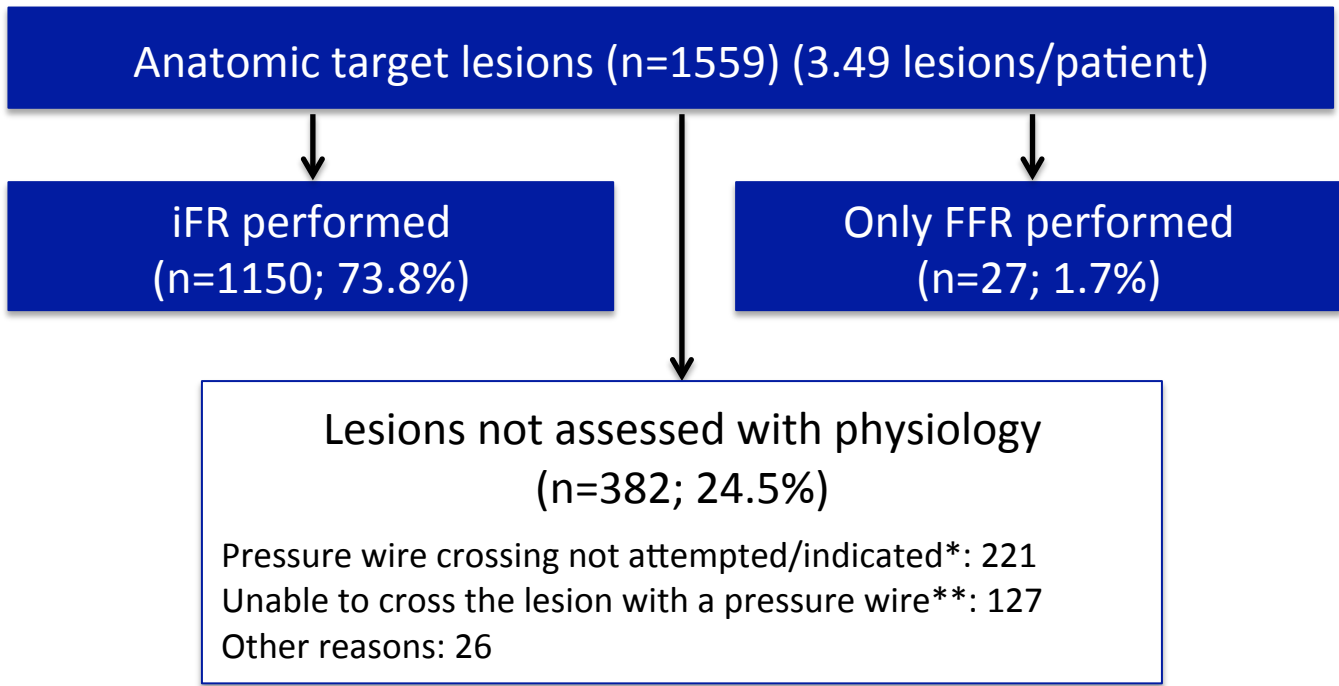 Anatomic target lesions (n=1559) (3.49 lesions/patient)
iFR performed
(n=1150; 73.8%)
Only FFR performed
(n=27; 1.7%)
Lesions not assessed with physiology
(n=382; 24.5%)
Pressure wire crossing not attempted/indicated*: 221
Unable to cross the lesion with a pressure wire**: 127
Other reasons: 26